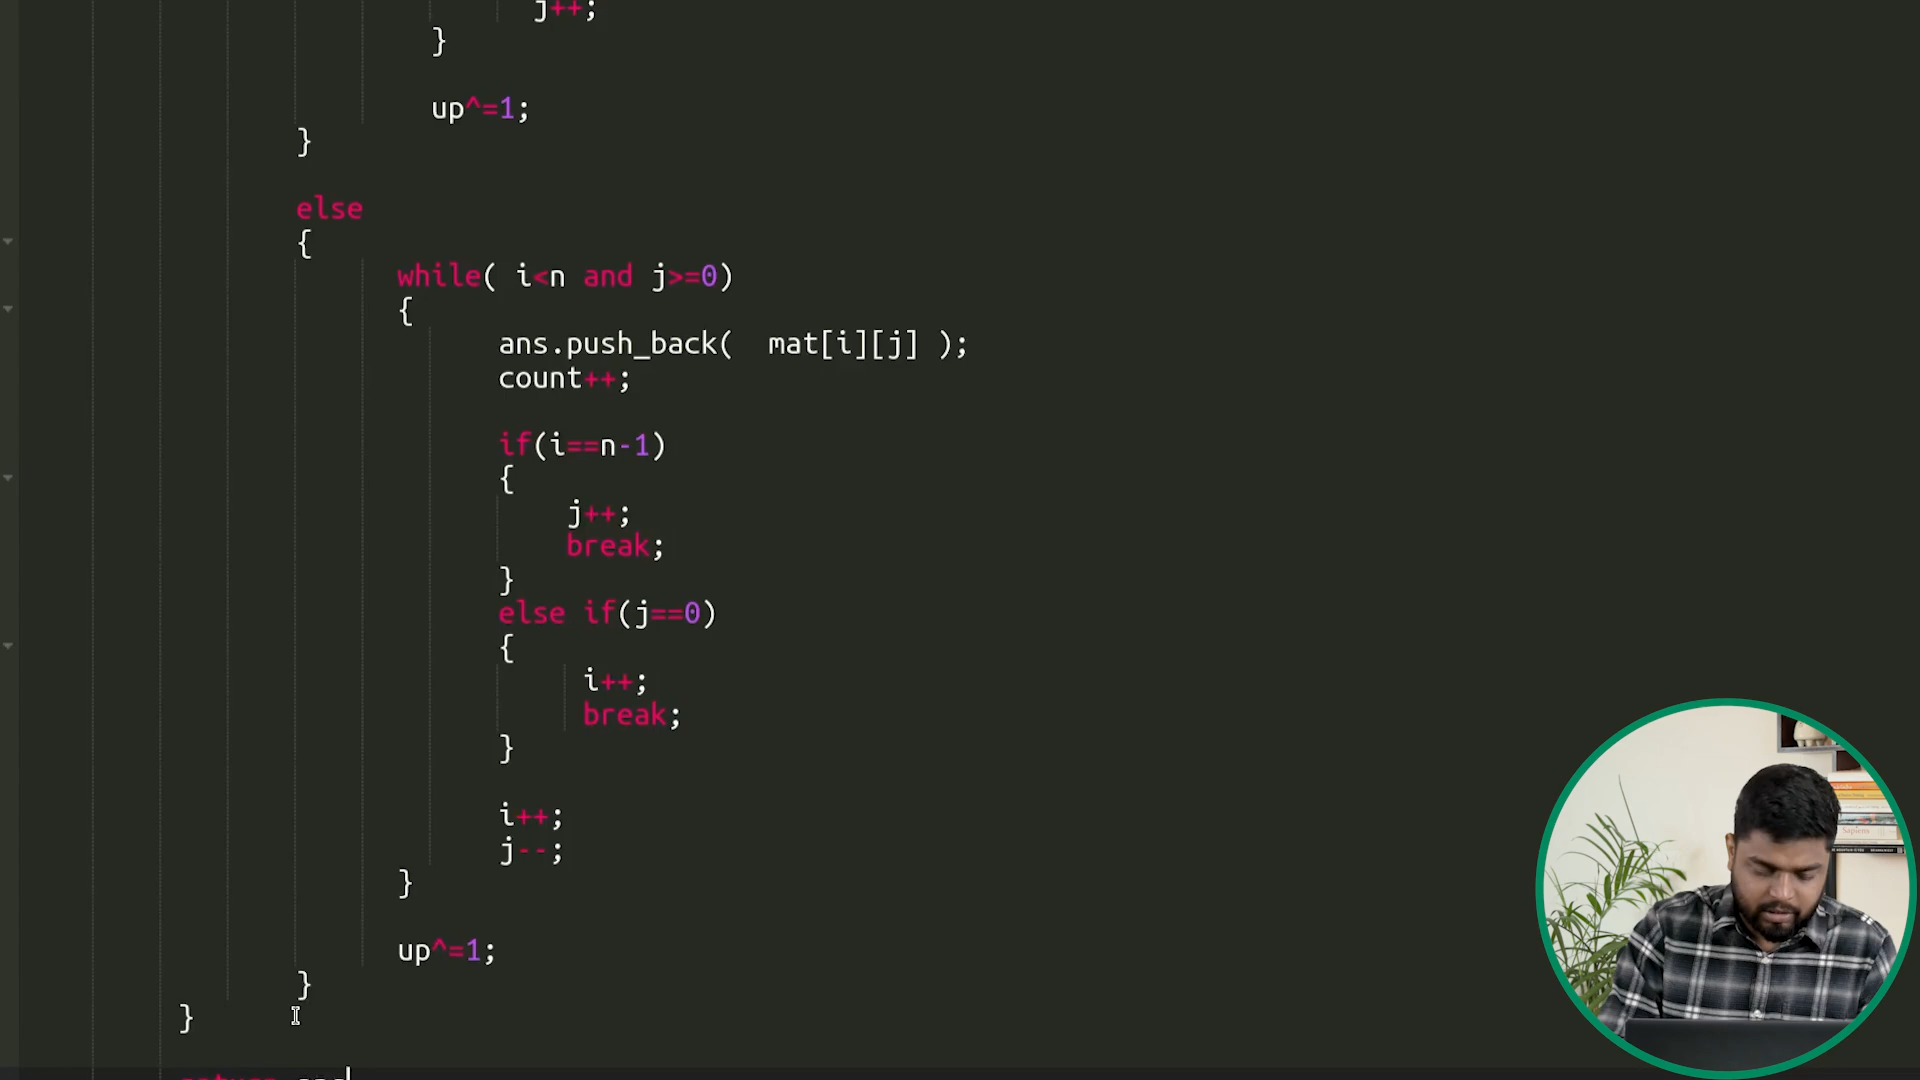 j++;
}
up^=1;
}
else
{
while( i<n and j>=0)
{
ans.push_back(  mat[i][j] );
count++;
if(i==n-1)
{
j++;
break;
}
else if(j==0)
{
i++;
break;
}
i++;
j--;
}
up^=1;
}
}
Sapiens